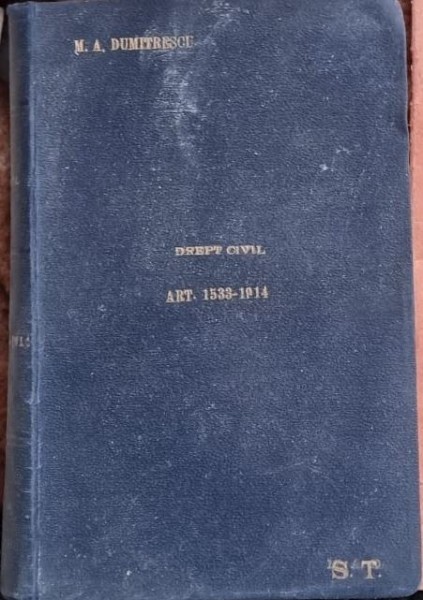 M. A. DUMITRESCU
DREPT CIVIL
ART. 1533-1914
S. T.